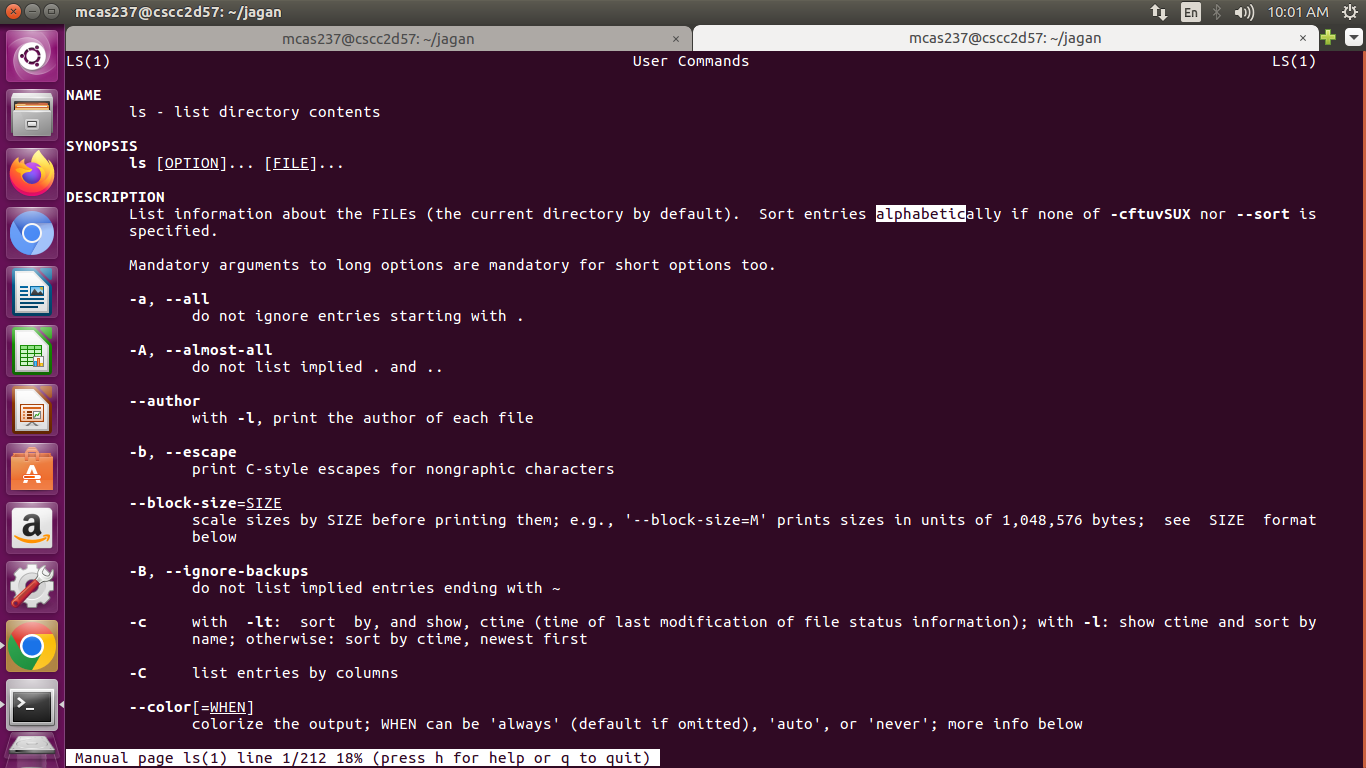 mcas237@cscc2d57: ~/jagan
En
10:01 AM
mcas237@cscc2d57: ~/jagan ×
mcas237@cscc2d57: ~/jagan ×
LS(1) User Commands LS(1)
NAME
ls - list directory contents
SYNOPSIS
ls [OPTION]... [FILE]...
DESCRIPTION
List information about the FILEs (the current directory by default).  Sort entries alphabetically if none of -cftuvSUX nor --sort is
specified.
Mandatory arguments to long options are mandatory for short options too.
-a, --all
do not ignore entries starting with .
-A, --almost-all
do not list implied . and ..
--author
with -l, print the author of each file
-b, --escape
print C-style escapes for nongraphic characters
--block-size=SIZE
scale sizes by SIZE before printing them; e.g., '--block-size=M' prints sizes in units of 1,048,576 bytes;  see  SIZE  format
below
-B, --ignore-backups
do not list implied entries ending with ~
-c     with  -lt:  sort  by, and show, ctime (time of last modification of file status information); with -l: show ctime and sort by
name; otherwise: sort by ctime, newest first
-C     list entries by columns
--color[=WHEN]
colorize the output; WHEN can be 'always' (default if omitted), 'auto', or 'never'; more info below
Manual page ls(1) line 1/212 18% (press h for help or q to quit)